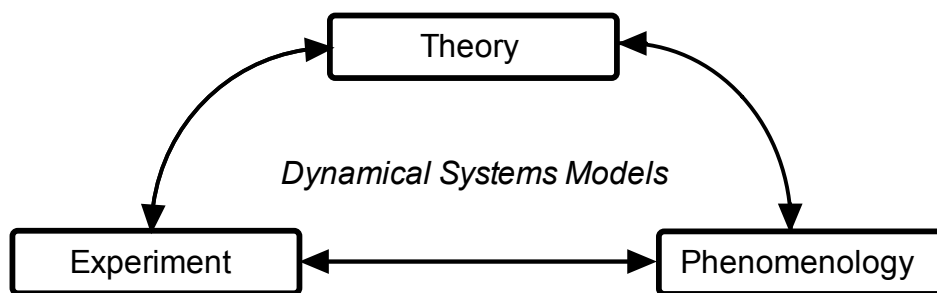 Theory
Dynamical Systems Models
Experiment
Phenomenology